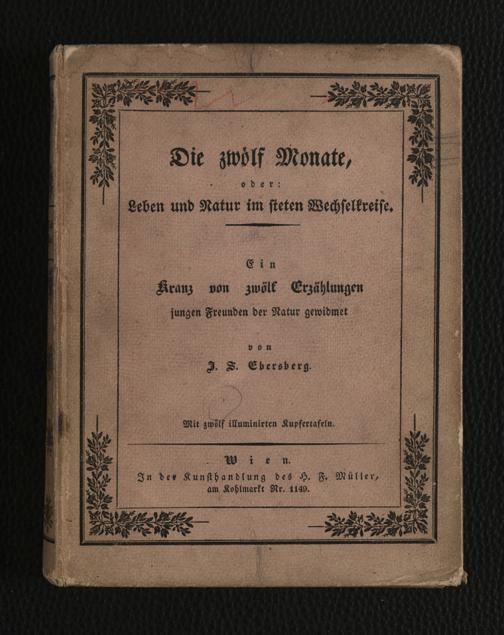 Die zwölf Monate,
oder:
Leben und Natur im steten Wechselkreise.
Ein
Kranz von zwölf Erzählungen
jungen Freunden der Natur gewidmet
von
J. S. Ebersberg.
Mit zwölf illuminirten Kupfertafeln.
Wien.
In der Kunsthandlung des H. F. Müller,
am Kohlmarkt Nr. 1149.